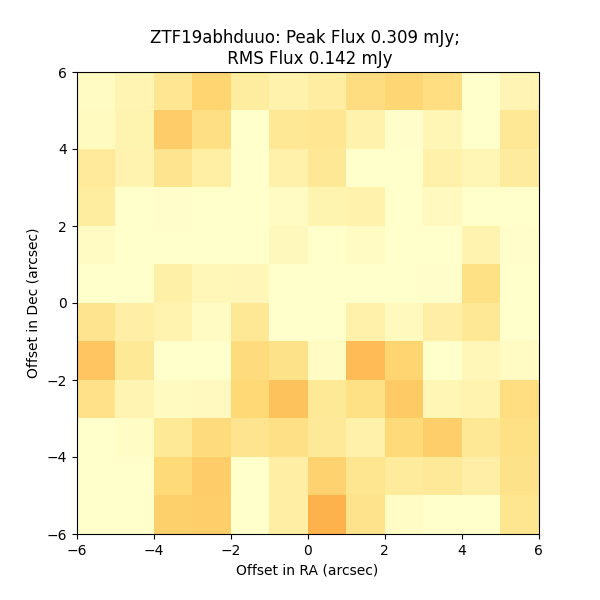 ZTF19abhduuo: Peak Flux 0.309 mJy;
RMS Flux 0.142 mJy
6
4
2
0
−2
−4
−6
Offset in Dec (arcsec)
−6 −4 −2 0 2 4 6
Offset in RA (arcsec)